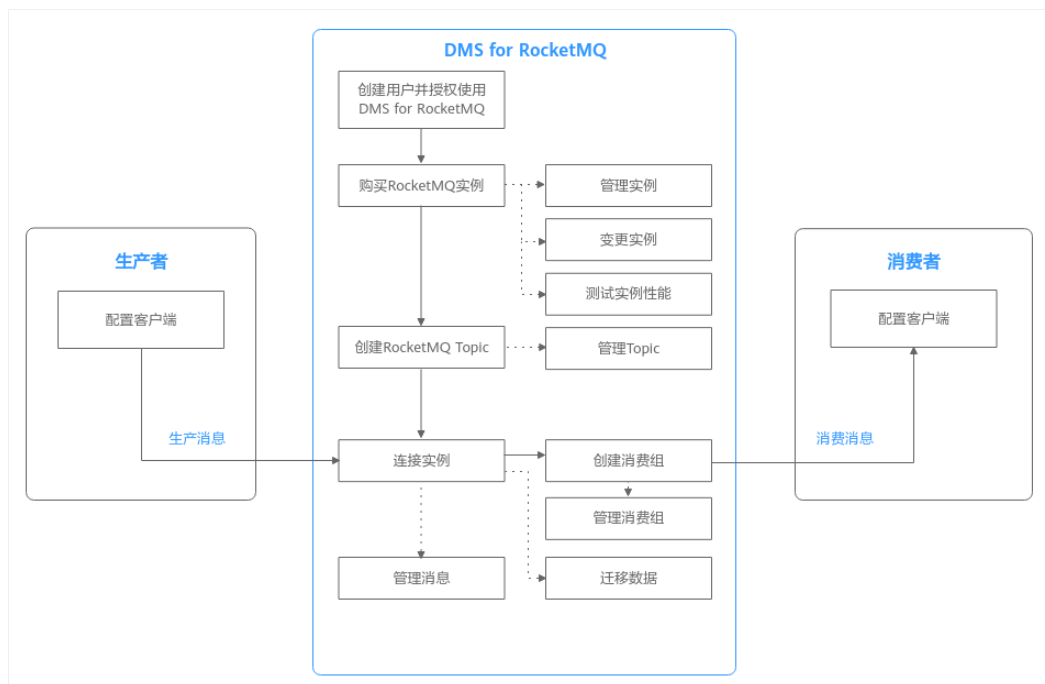 DMS for RocketMQ
创建用户并授权使用
DMS for RocketMQ
购买RocketMQ实例
管理实例
变更实例
测试实例性能
创建RocketMQ Topic
管理Topic
连接实例
创建消费组
管理消费组
管理消息
迁移数据
生产者
配置客户端
生产消息
消费者
配置客户端
消费消息